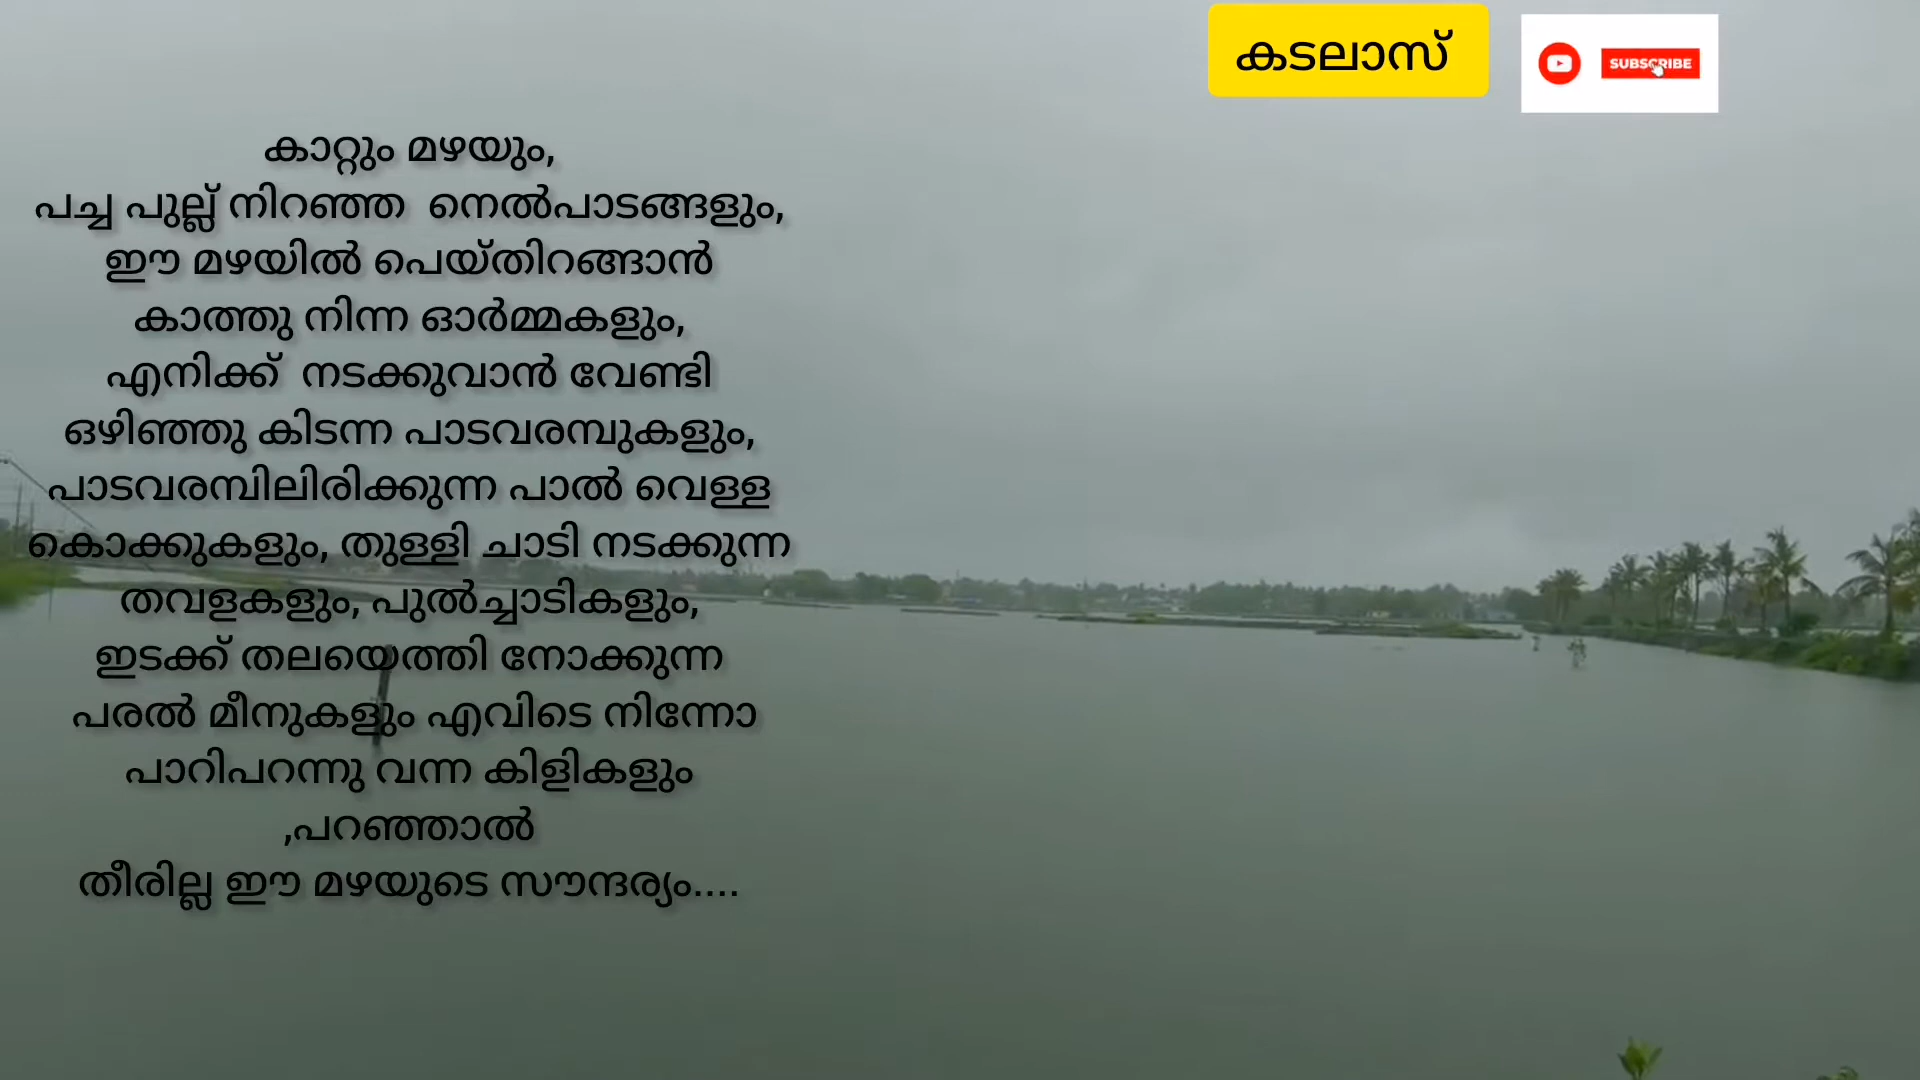 കടലാസ്
SUBSCRIBE
കാറ്റും മഴയും,
പച്ച പുല്ല് നിറഞ്ഞ  നെൽപാടങ്ങളും,
ഈ മഴയിൽ പെയ്തിറങ്ങാൻ
കാത്തു നിന്ന ഓർമ്മകളും,
എനിക്ക്  നടക്കുവാൻ വേണ്ടി
ഒഴിഞ്ഞു കിടന്ന പാടവരമ്പുകളും,
പാടവരമ്പിലിരിക്കുന്ന പാൽ വെള്ള
കൊക്കുകളും, തുള്ളി ചാടി നടക്കുന്ന
തവളകളും, പുൽച്ചാടികളും,
ഇടക്ക് തലയെത്തി നോക്കുന്ന
പരൽ മീനുകളും എവിടെ നിന്നോ
പാറിപറന്നു വന്ന കിളികളും
,പറഞ്ഞാൽ
തീരില്ല ഈ മഴയുടെ സൗന്ദര്യം....